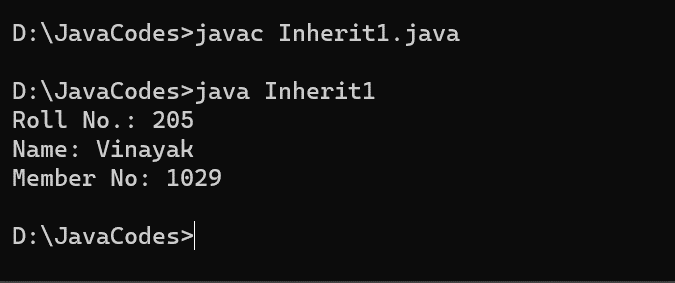 D:\JavaCodes>javac Inherit1.java
D:\JavaCodes>java Inherit1
Roll No.: 205
Name: Vinayak
Member No: 1029
D:\JavaCodes>